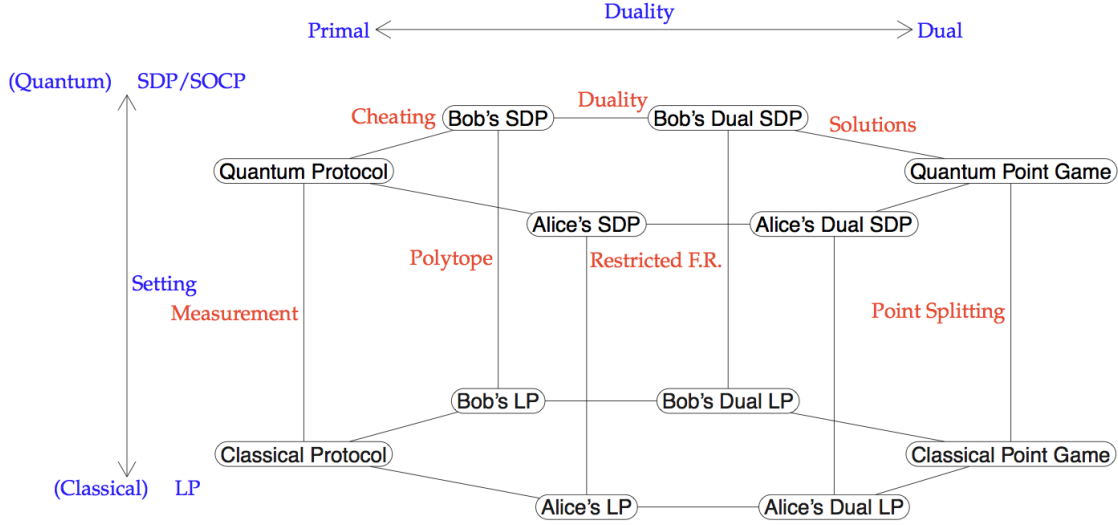 Duality
Primal Dual
(Quantum) SDP/SOCP
Cheating Bob's SDP Duality Bob's Dual SDP Solutions
Quantum Protocol Quantum Point Game
Alice's SDP Alice's Dual SDP
Polytope Restricted F.R.
Setting
Measurement Point Splitting
Bob's LP Bob's Dual LP
Classical Protocol Classical Point Game
(Classical) LP
Alice's LP Alice's Dual LP